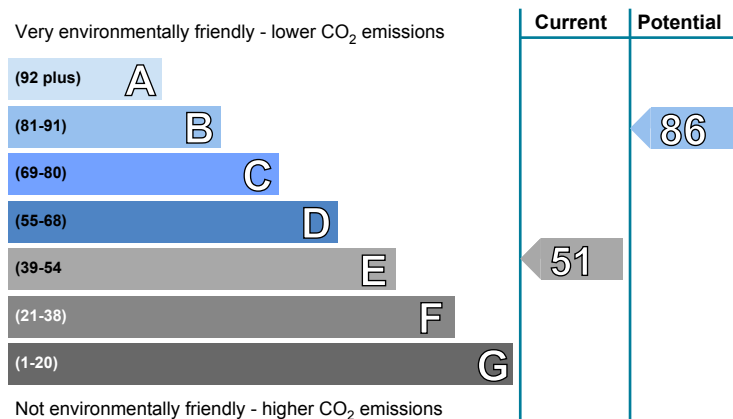 Current Potential
Very environmentally friendly - lower CO₂ emissions
(92 plus) A
(81-91) B
86
(69-80) C
(55-68) D
(39-54 E
51
(21-38) F
(1-20) G
Not environmentally friendly - higher CO₂ emissions